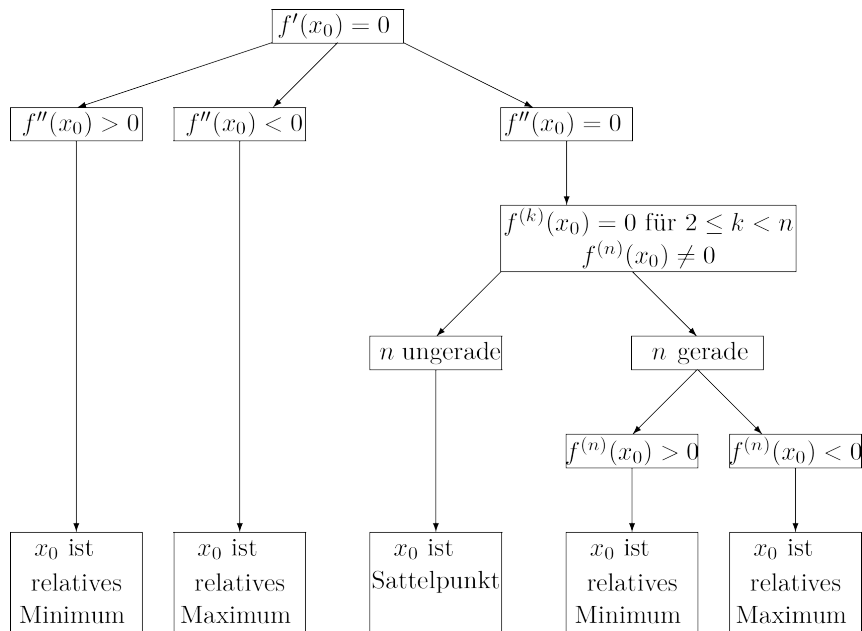 f′(x₀) = 0
f″(x₀) > 0
f″(x₀) < 0
f″(x₀) = 0
f⁽ᵏ⁾(x₀) = 0 für 2 ≤ k < n
f⁽ⁿ⁾(x₀) ≠ 0
n ungerade
n gerade
f⁽ⁿ⁾(x₀) > 0
f⁽ⁿ⁾(x₀) < 0
x₀ ist
relatives
Minimum
x₀ ist
relatives
Maximum
x₀ ist
Sattelpunkt
x₀ ist
relatives
Minimum
x₀ ist
relatives
Maximum